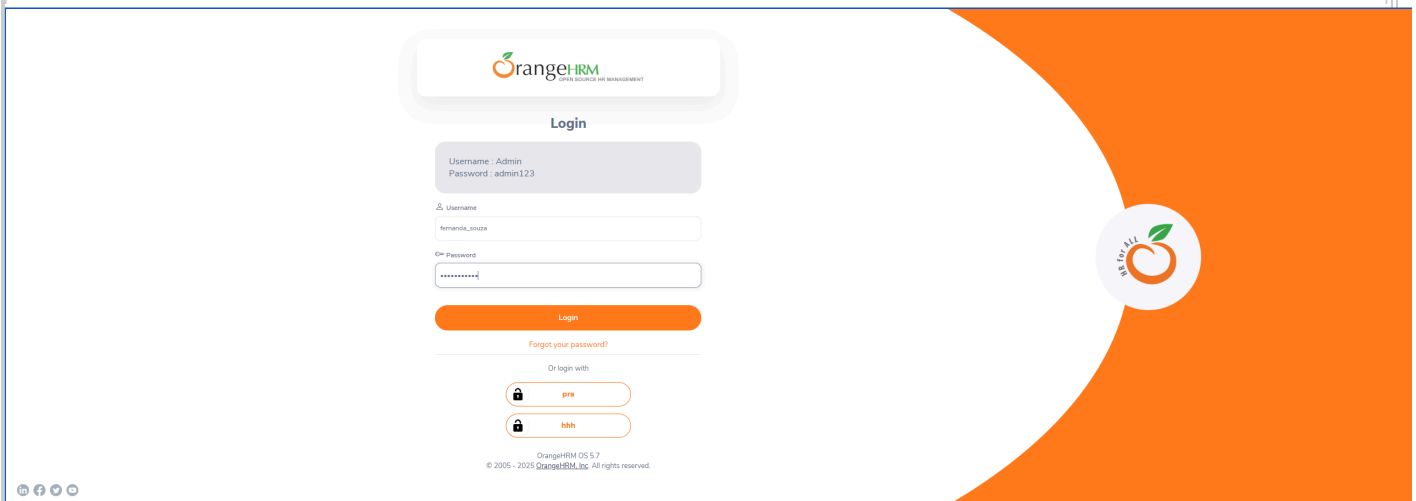 OrangeHRM
OPEN SOURCE HR MANAGEMENT
Login
Username : Admin
Password : admin123
Username
fernanda_souza
Password
•••••••••••
Login
Forgot your password?
Or login with
prs
hhh
OrangeHRM OS 5.7
© 2005 - 2025 OrangeHRM, Inc. All rights reserved.
HR for ALL